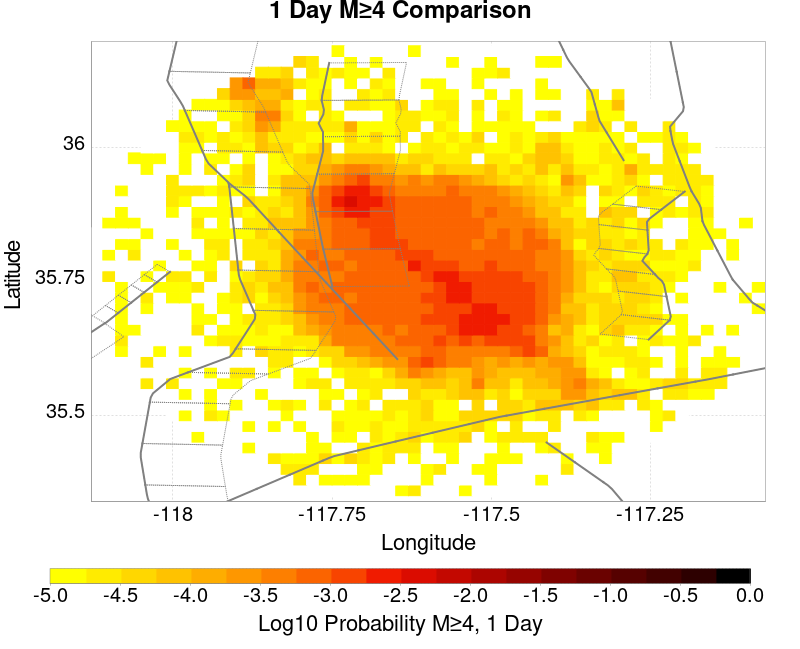 1 Day M≥4 Comparison
Latitude
36
35.75
35.5
-118 -117.75 -117.5 -117.25
Longitude
-5.0 -4.5 -4.0 -3.5 -3.0 -2.5 -2.0 -1.5 -1.0 -0.5 0.0
Log10 Probability M≥4, 1 Day